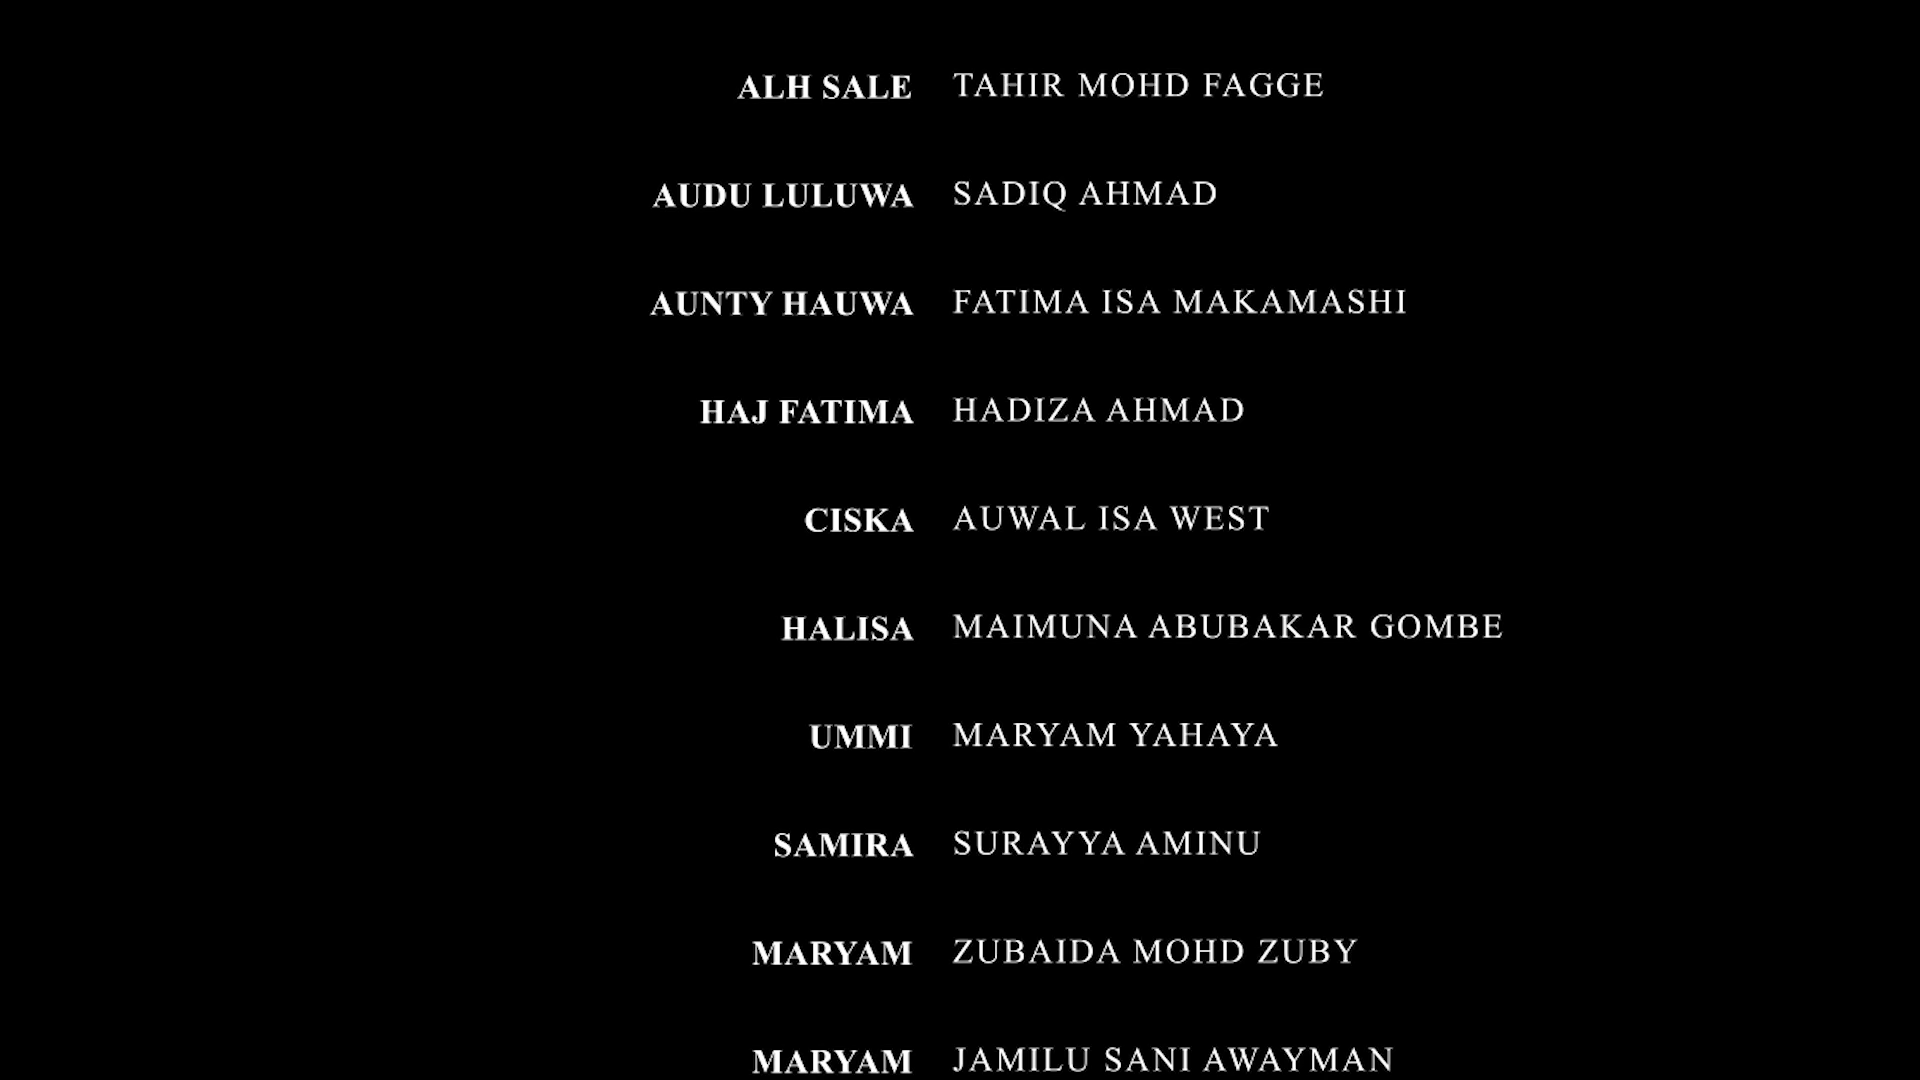 ALH SALE TAHIR MOHD FAGGE
AUDU LULUWA SADIQ AHMAD
AUNTY HAUWA FATIMA ISA MAKAMASHI
HAJ FATIMA HADIZA AHMAD
CISKA AUWAL ISA WEST
HALISA MAIMUNA ABUBAKAR GOMBE
UMMI MARYAM YAHAYA
SAMIRA SURAYYA AMINU
MARYAM ZUBAIDA MOHD ZUBY
MARYAM JAMILU SANI AWAYMAN